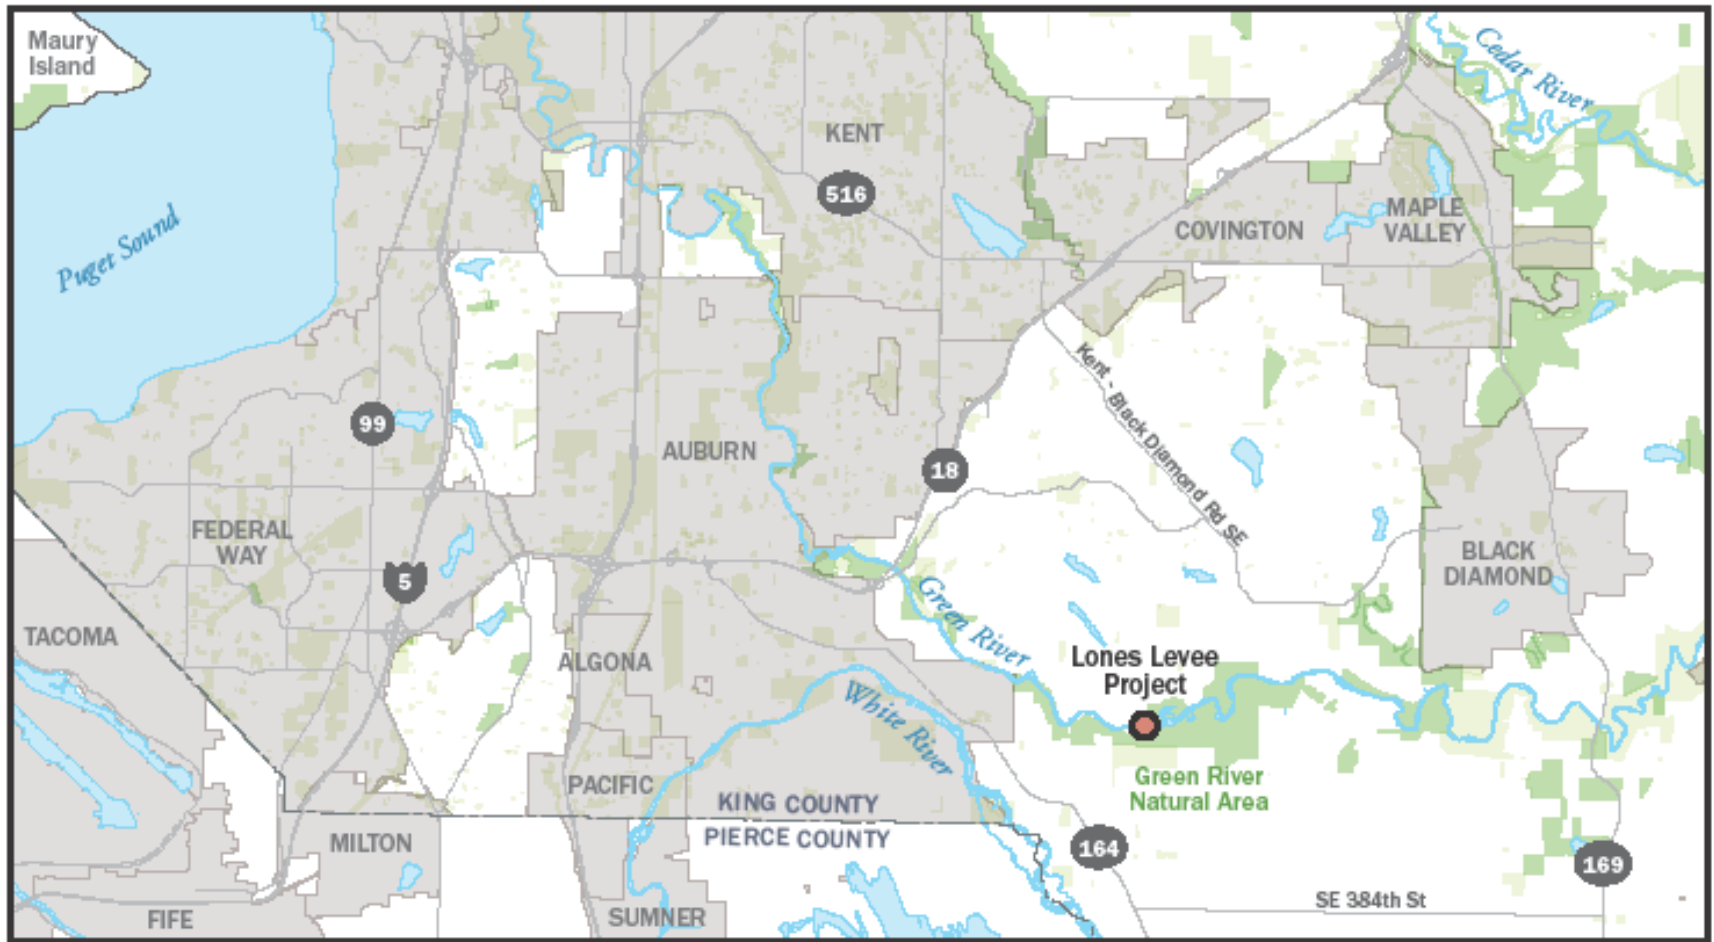 Maury
Island
Cedar River
KENT
516
Puget Sound
COVINGTON
MAPLE
VALLEY
Kent - Black Diamond Rd SE
99
AUBURN
18
FEDERAL
WAY
5
BLACK
DIAMOND
Green River
TACOMA
ALGONA
Lones Levee
Project
White River
PACIFIC
Green River
Natural Area
KING COUNTY
PIERCE COUNTY
MILTON
164
169
SE 384th St
FIFE
SUMNER